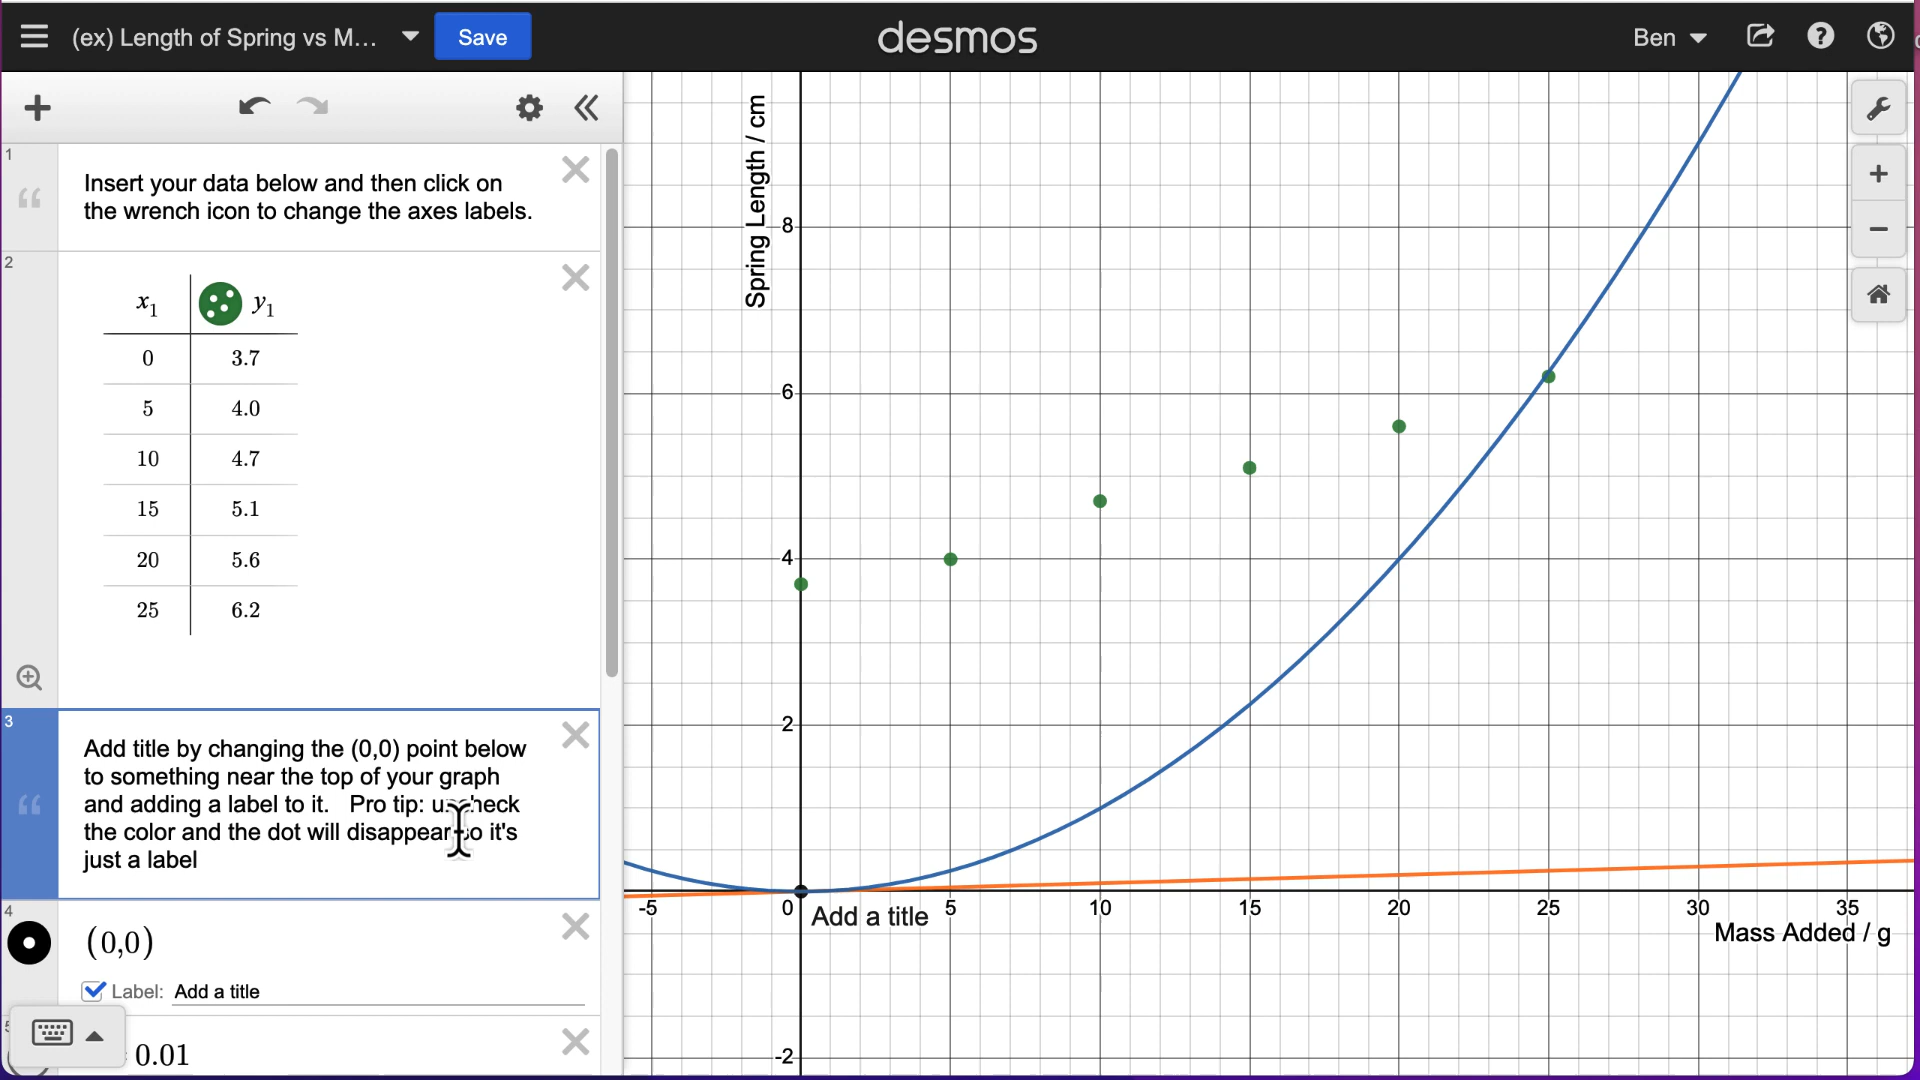 (ex) Length of Spring vs M...
Save
desmos
Ben
1
Insert your data below and then click on
the wrench icon to change the axes labels.
2
x₁ y₁
0 3.7
5 4.0
10 4.7
15 5.1
20 5.6
25 6.2
3
Add title by changing the (0,0) point below
to something near the top of your graph
and adding a label to it. Pro tip:
the color and the dot will disappear so it's
just a label
4
(0,0)
Label: Add a title
5
0.01
Spring Length / cm
8
6
4
2
-5 0 5 10 15 20 25 30 35
Add a title
Mass Added / g
-2